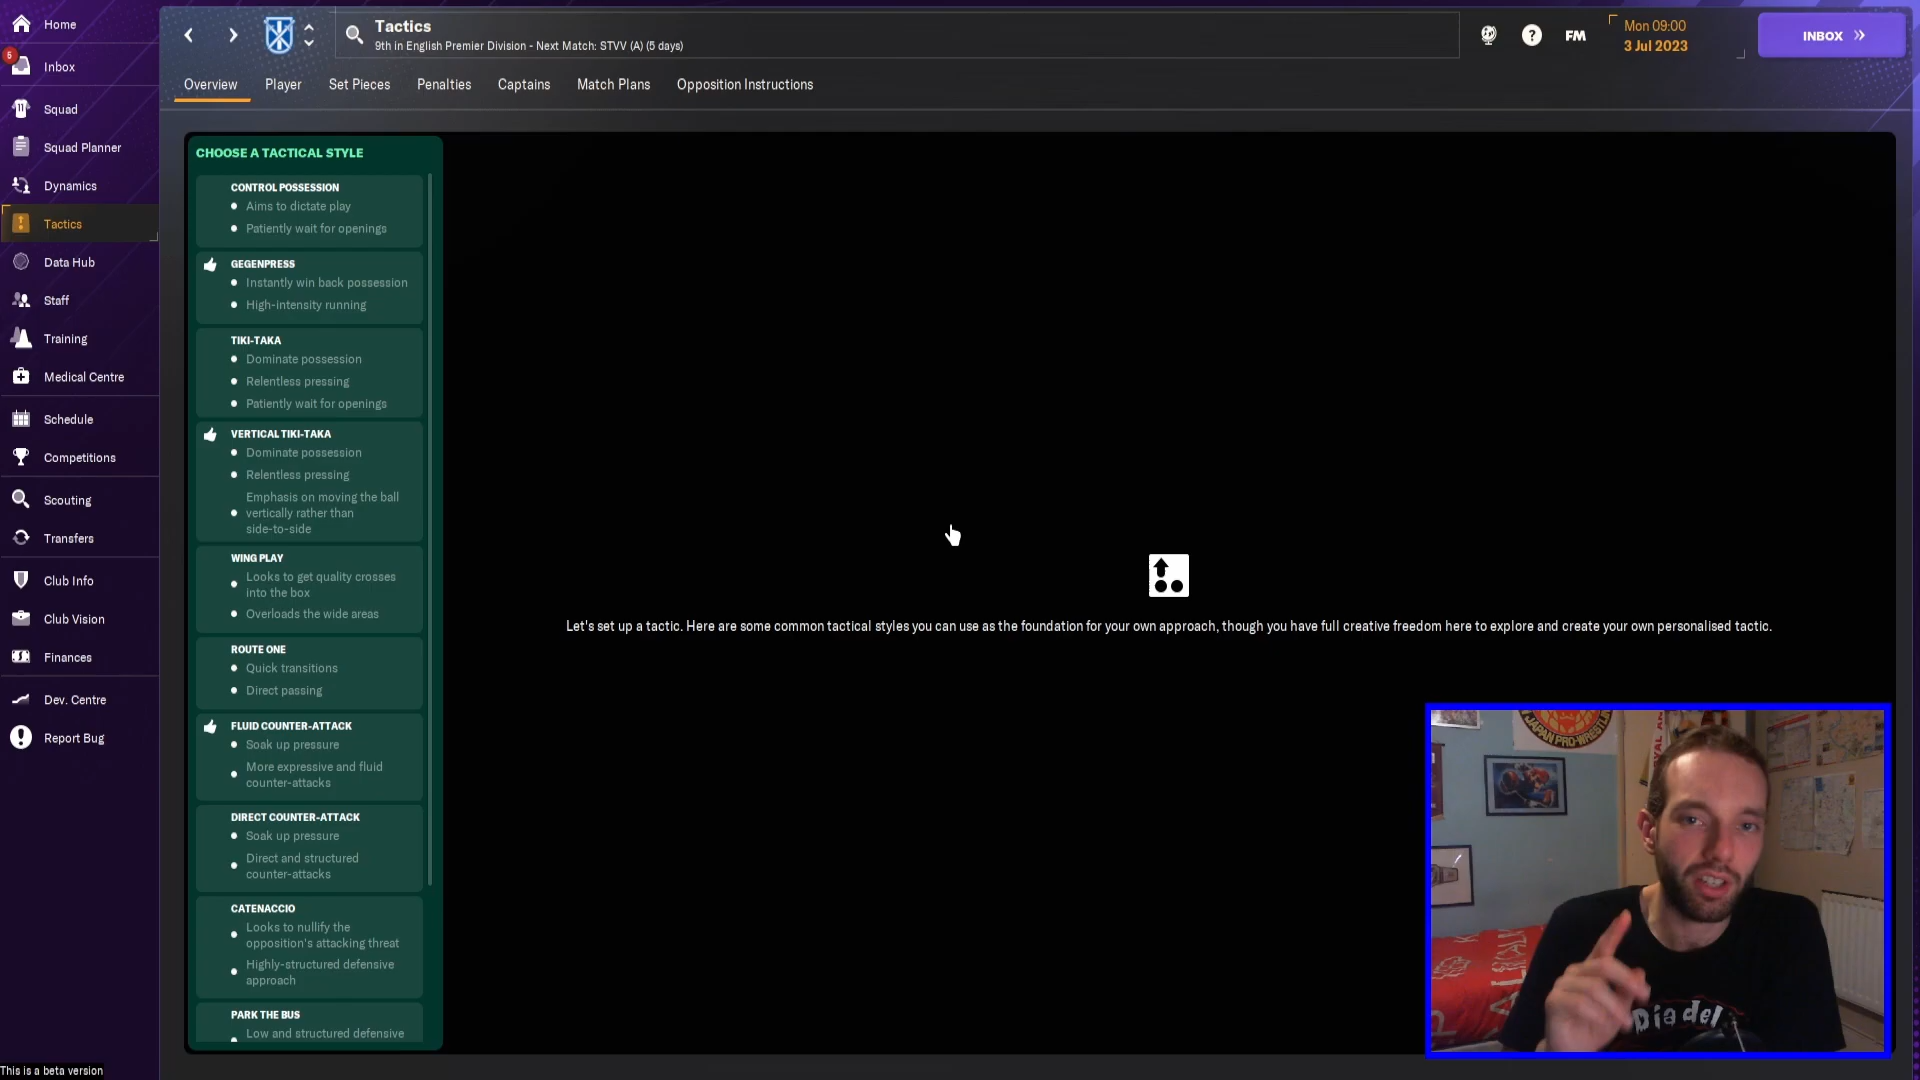 Home
5
Inbox
Squad
Squad Planner
Dynamics
Tactics
Data Hub
Staff
Training
Medical Centre
Schedule
Competitions
Scouting
Transfers
Club Info
Club Vision
Finances
Dev. Centre
Report Bug
This is a beta version
Tactics
9th in English Premier Division - Next Match: STVV (A) (5 days)
FM
Mon 09:00
3 Jul 2023
INBOX
Overview
Player
Set Pieces
Penalties
Captains
Match Plans
Opposition Instructions
CHOOSE A TACTICAL STYLE
CONTROL POSSESSION
Aims to dictate play
Patiently wait for openings
GEGENPRESS
Instantly win back possession
High-intensity running
TIKI-TAKA
Dominate possession
Relentless pressing
Patiently wait for openings
VERTICAL TIKI-TAKA
Dominate possession
Relentless pressing
Emphasis on moving the ball
vertically rather than
side-to-side
WING PLAY
Looks to get quality crosses
into the box
Overloads the wide areas
ROUTE ONE
Quick transitions
Direct passing
FLUID COUNTER-ATTACK
Soak up pressure
More expressive and fluid
counter-attacks
DIRECT COUNTER-ATTACK
Soak up pressure
Direct and structured
counter-attacks
CATENACCIO
Looks to nullify the
opposition's attacking threat
Highly-structured defensive
approach
PARK THE BUS
Low and structured defensive
Let's set up a tactic. Here are some common tactical styles you can use as the foundation for your own approach, though you have full creative freedom here to explore and create your own personalised tactic.
JAPAN PRO-WRESTLING
Dia del